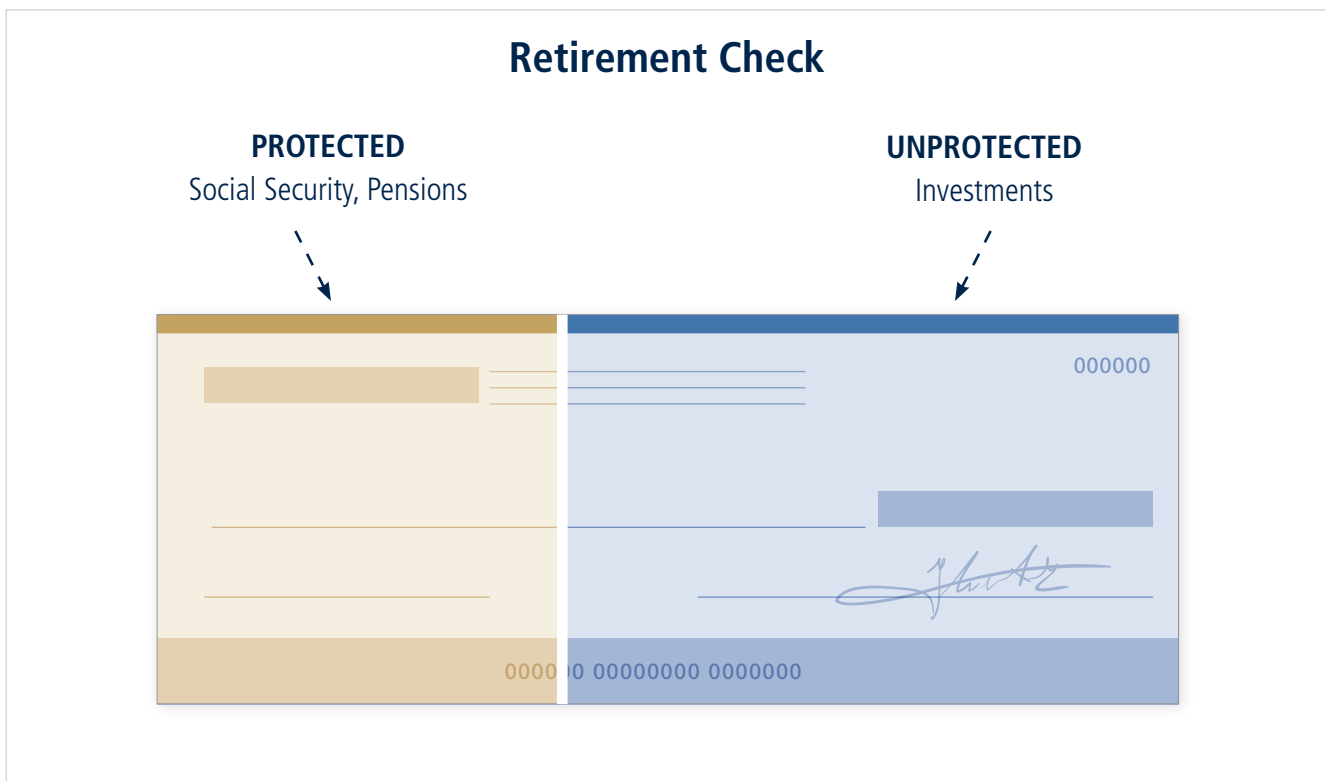 Retirement Check
PROTECTED
Social Security, Pensions
UNPROTECTED
Investments
000000
000000 00000000 0000000